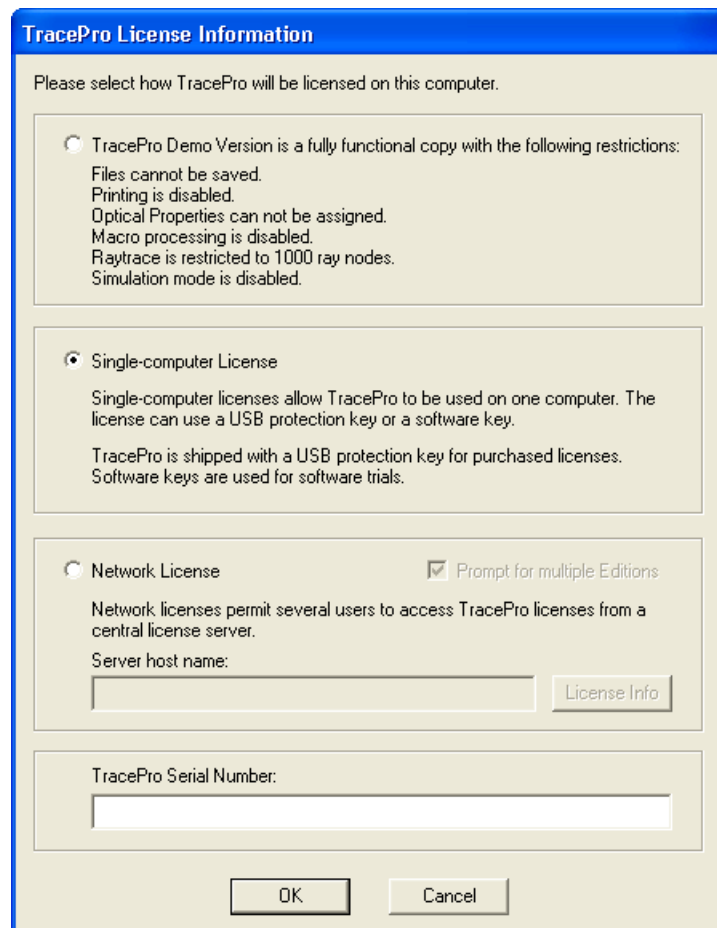 TracePro License Information
Please select how TracePro will be licensed on this computer.
TracePro Demo Version is a fully functional copy with the following restrictions:
Files cannot be saved.
Printing is disabled.
Optical Properties can not be assigned.
Macro processing is disabled.
Raytrace is restricted to 1000 ray nodes.
Simulation mode is disabled.
Single-computer License
Single-computer licenses allow TracePro to be used on one computer. The
license can use a USB protection key or a software key.
TracePro is shipped with a USB protection key for purchased licenses.
Software keys are used for software trials.
Network License
Prompt for multiple Editions
Network licenses permit several users to access TracePro licenses from a
central license server.
Server host name:
License Info
TracePro Serial Number:
OK
Cancel